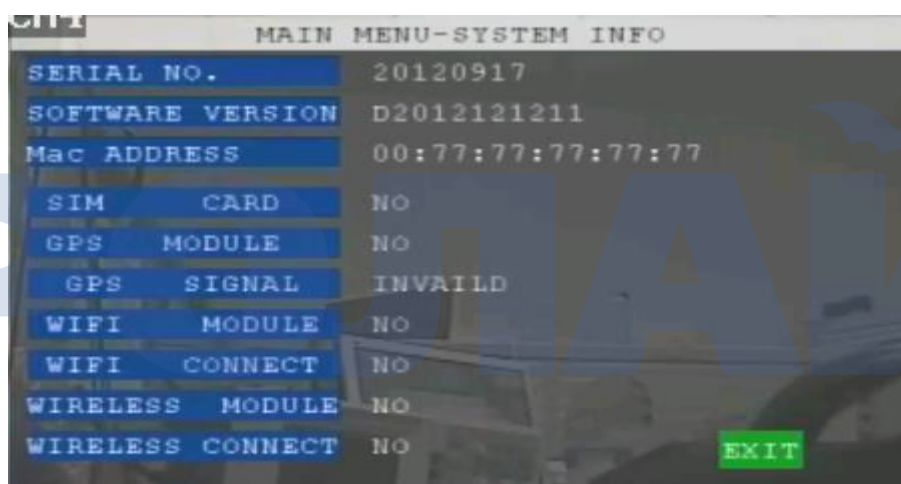 CH4
MAIN MENU-SYSTEM INFO
SERIAL NO. 20120917
SOFTWARE VERSION D2012121211
Mac ADDRESS 00:77:77:77:77:77
SIM CARD NO
GPS MODULE NO
GPS SIGNAL INVAILD
WIFI MODULE NO
WIFI CONNECT NO
WIRELESS MODULE NO
WIRELESS CONNECT NO
EXIT